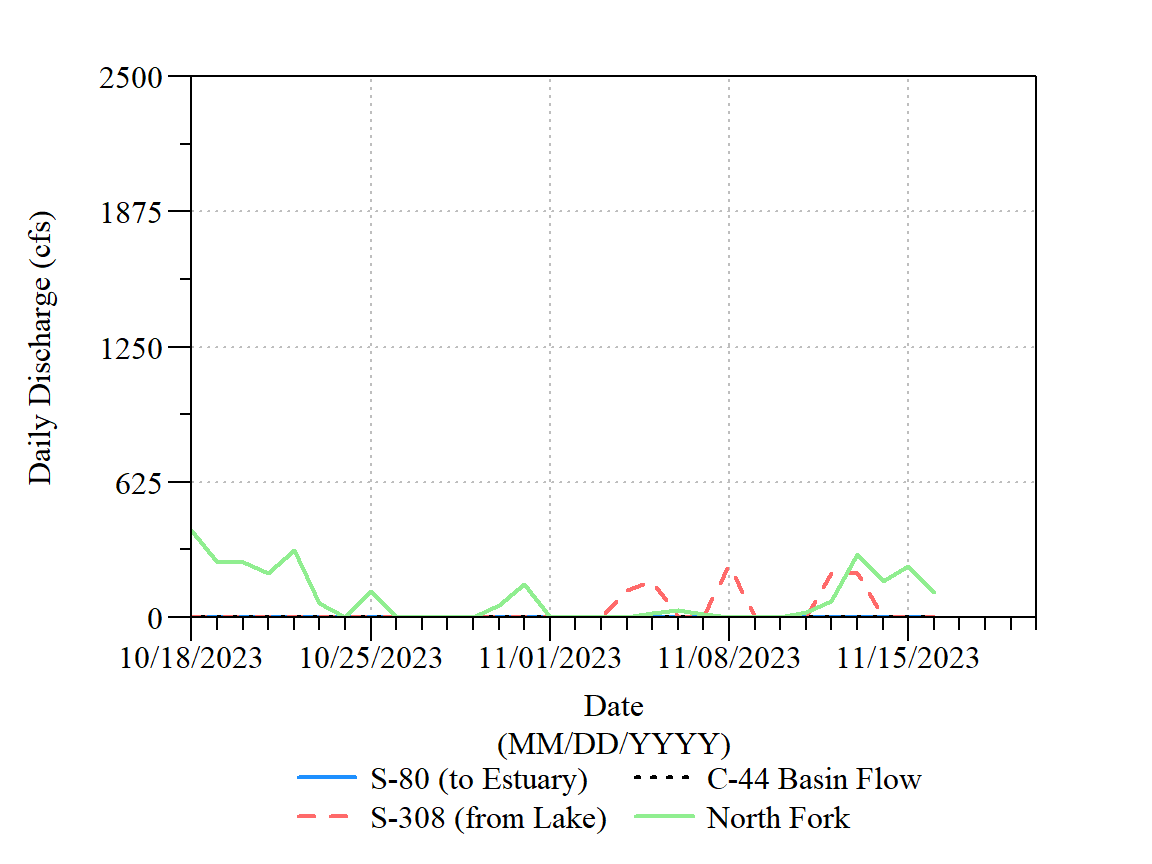 2500
1875
1250
625
0
Daily Discharge (cfs)
10/18/2023 10/25/2023 11/01/2023 11/08/2023 11/15/2023
Date
(MM/DD/YYYY)
S-80 (to Estuary) C-44 Basin Flow
S-308 (from Lake) North Fork